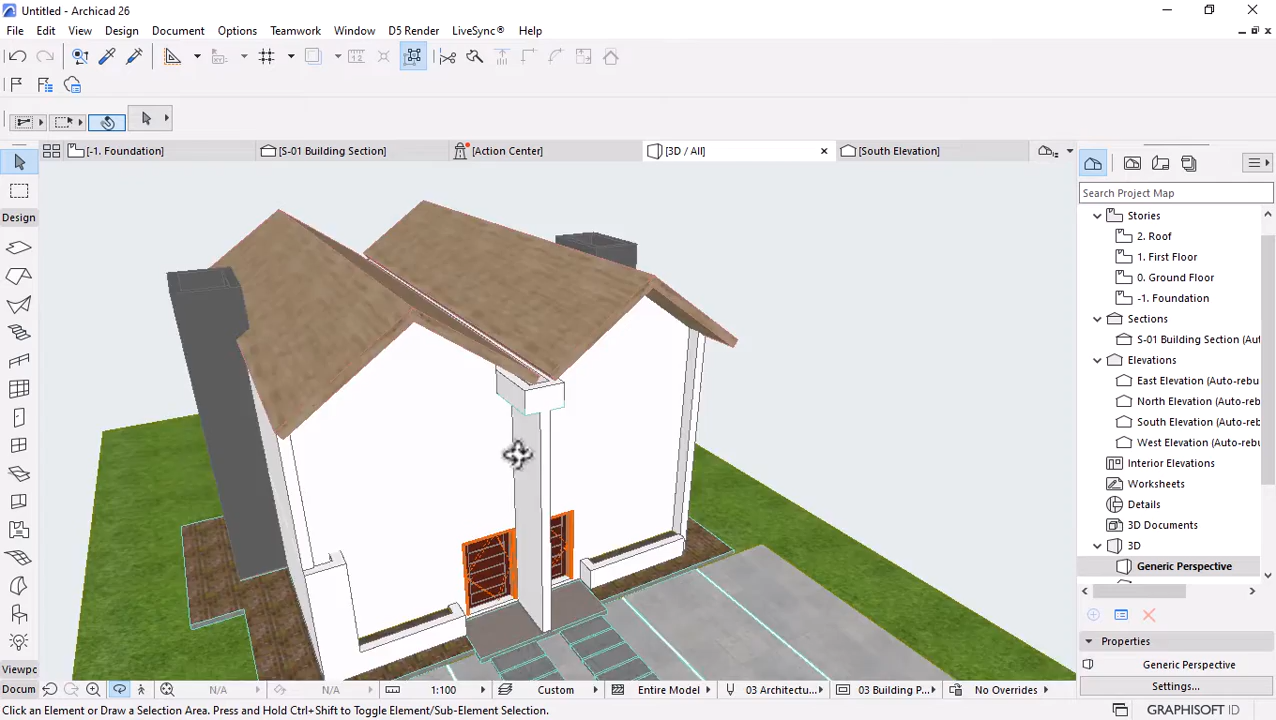 Untitled - Archicad 26
File Edit View Design Document Options Teamwork Window D5 Render LiveSync® Help
[-1. Foundation] [S-01 Building Section] [Action Center] [3D / All] [South Elevation]
Search Project Map
Design
Stories
2. Roof
1. First Floor
0. Ground Floor
-1. Foundation
Sections
S-01 Building Section (Aut
Elevations
East Elevation (Auto-rebu
North Elevation (Auto-reb
South Elevation (Auto-reb
West Elevation (Auto-rebu
Interior Elevations
Worksheets
Details
3D Documents
3D
Generic Perspective
Properties
Generic Perspective
Settings...
Viewpc
Docum
N/A N/A 1:100 Custom Entire Model 03 Architectu... 03 Building P... No Overrides
Click an Element or Draw a Selection Area. Press and Hold Ctrl+Shift to Toggle Element/Sub-Element Selection.
GRAPHISOFT ID